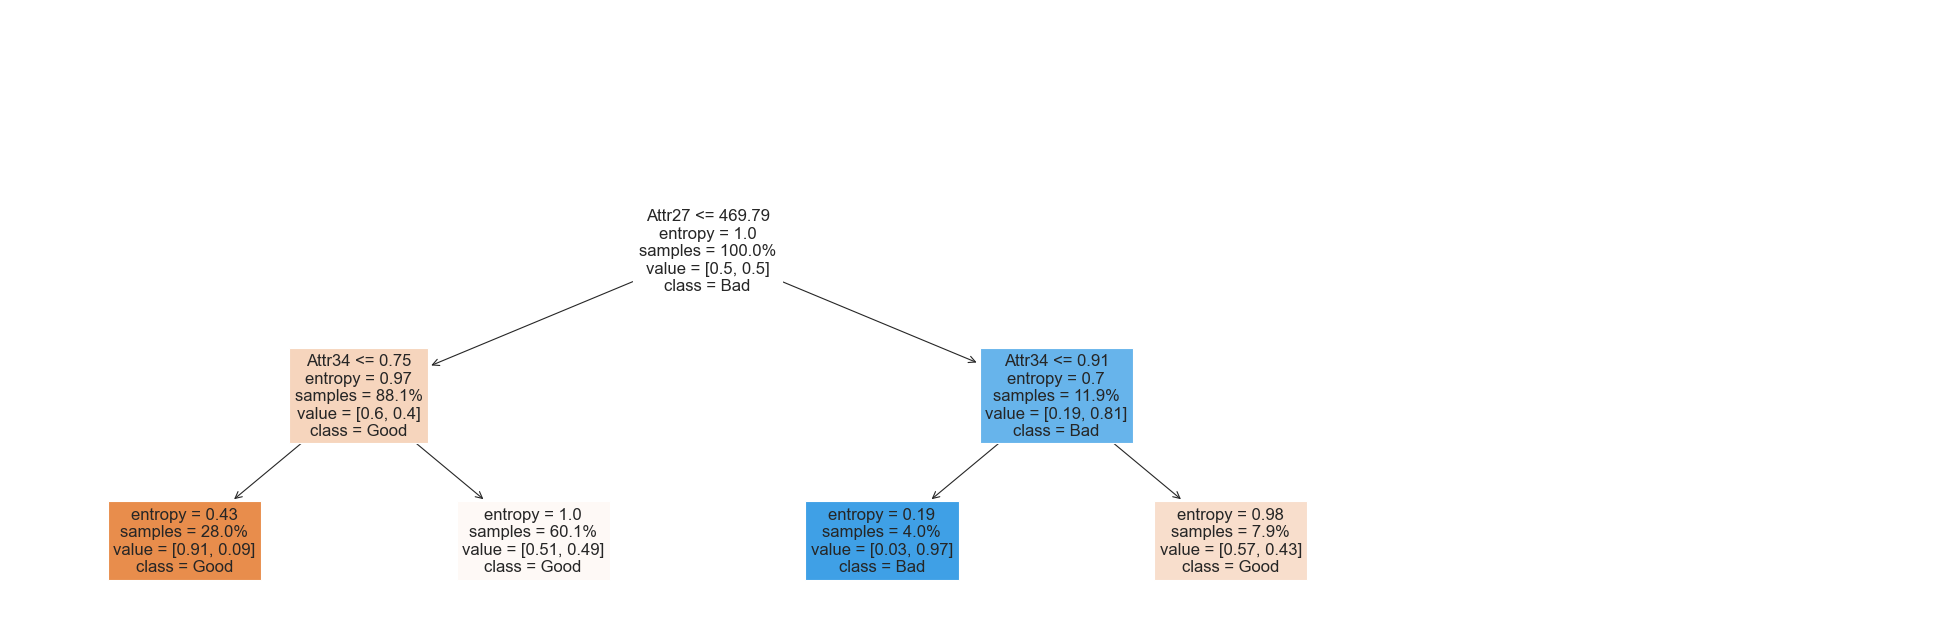 Attr27 <= 469.79
entropy = 1.0
samples = 100.0%
value = [0.5, 0.5]
class = Bad
Attr34 <= 0.75
entropy = 0.97
samples = 88.1%
value = [0.6, 0.4]
class = Good
Attr34 <= 0.91
entropy = 0.7
samples = 11.9%
value = [0.19, 0.81]
class = Bad
entropy = 0.43
samples = 28.0%
value = [0.91, 0.09]
class = Good
entropy = 1.0
samples = 60.1%
value = [0.51, 0.49]
class = Good
entropy = 0.19
samples = 4.0%
value = [0.03, 0.97]
class = Bad
entropy = 0.98
samples = 7.9%
value = [0.57, 0.43]
class = Good